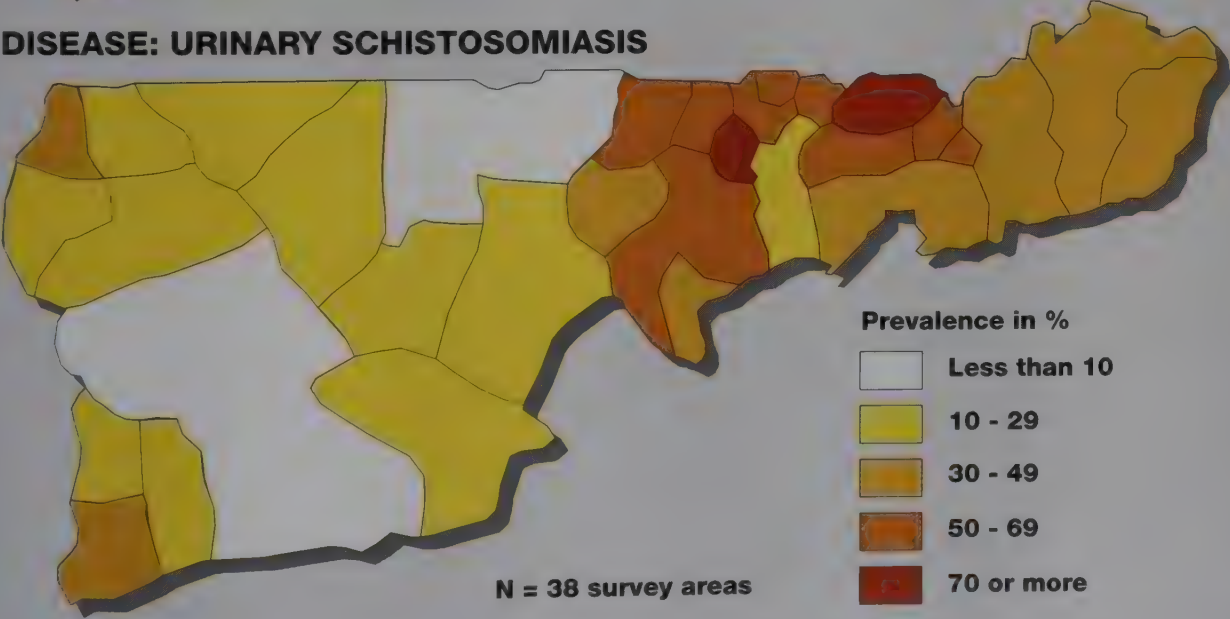 DISEASE: URINARY SCHISTOSOMIASIS
Prevalence in %
Less than 10
10 - 29
30 - 49
50 - 69
70 or more
N = 38 survey areas